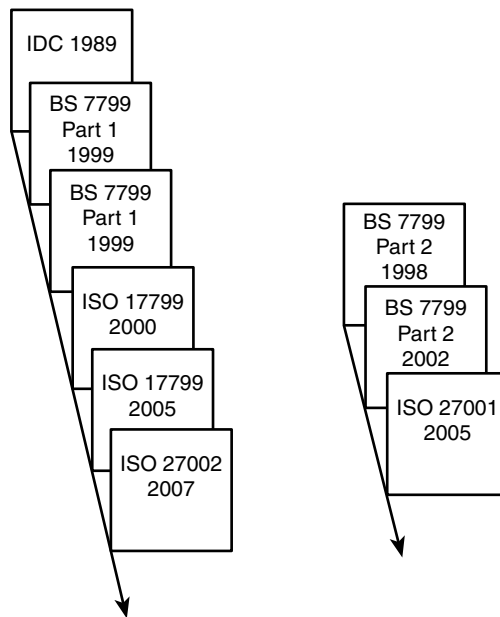 IDC 1989
BS 7799
Part 1
1999
BS 7799
Part 1
1999
ISO 17799
2000
ISO 17799
2005
ISO 27002
2007
BS 7799
Part 2
1998
BS 7799
Part 2
2002
ISO 27001
2005